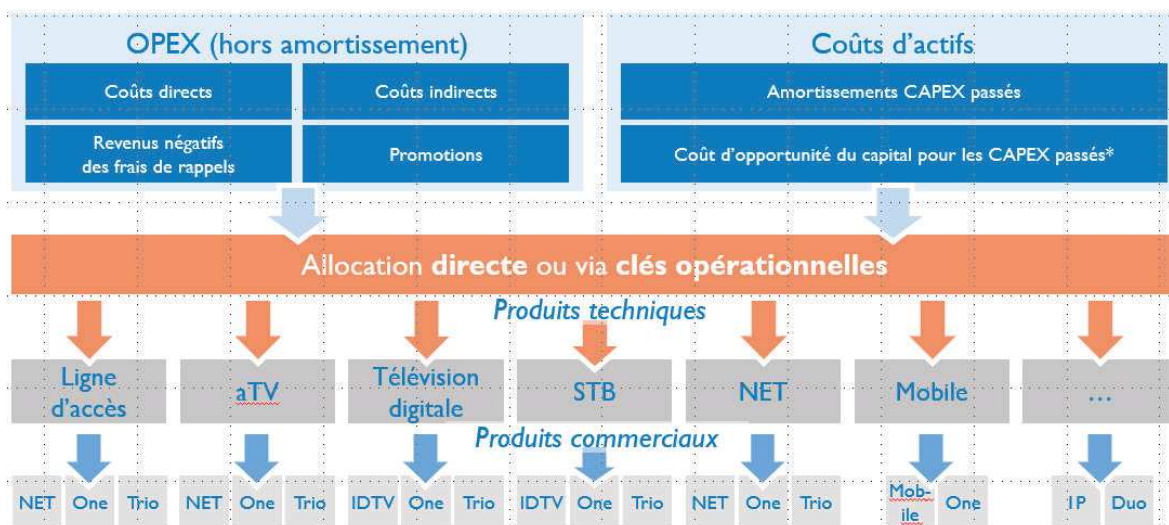 OPEX (hors amortissement)
Coûts d'actifs
Coûts directs
Coûts indirects
Amortissements CAPEX passés
Revenus négatifs
des frais de rappels
Promotions
Coût d'opportunité du capital pour les CAPEX passés*
Allocation directe ou via clés opérationnelles
Produits techniques
Ligne
d'accès
aTV
Télévision
digitale
STB
NET
Mobile
...
Produits commerciaux
NET One Trio
NET One Trio
IDTV One Trio
IDTV One Trio
NET One Trio
Mob-
ile
One
IP Duo